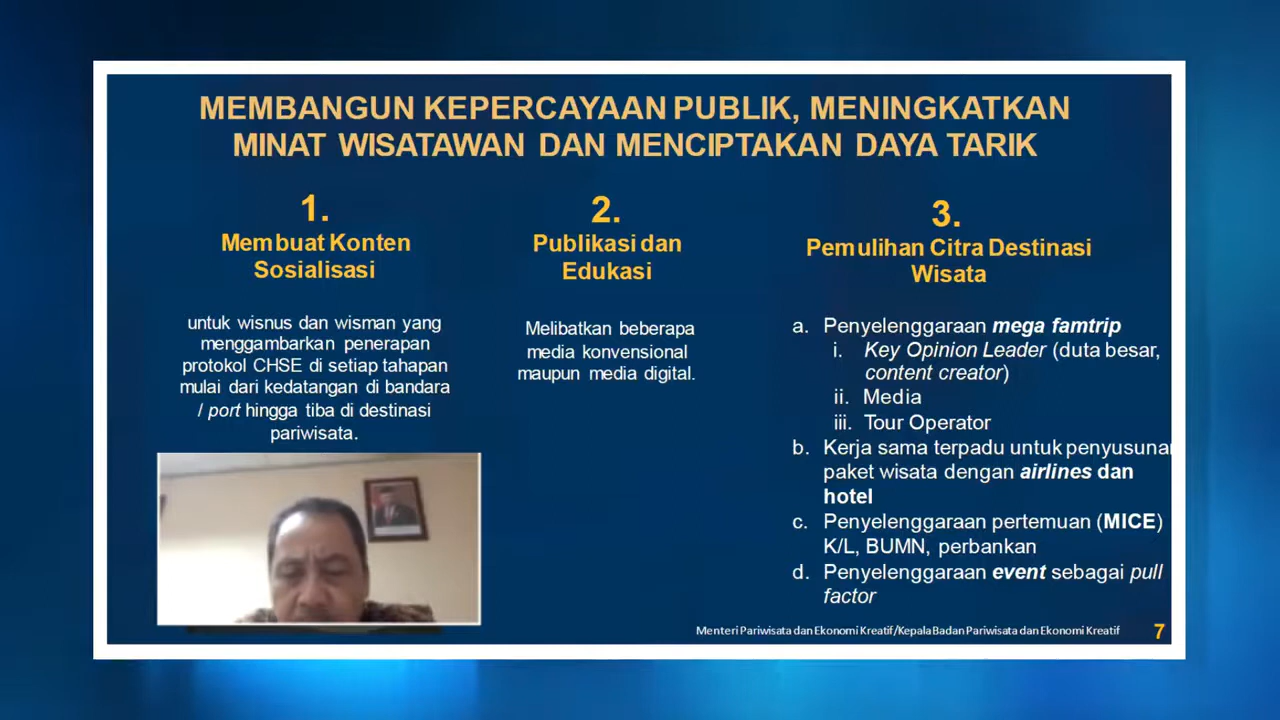 MEMBANGUN KEPERCAYAAN PUBLIK, MENINGKATKAN
MINAT WISATAWAN DAN MENCIPTAKAN DAYA TARIK
1.
Membuat Konten
Sosialisasi
untuk wisnus dan wisman yang
menggambarkan penerapan
protokol CHSE di setiap tahapan
mulai dari kedatangan di bandara
/ port hingga tiba di destinasi
pariwisata.
2.
Publikasi dan
Edukasi
Melibatkan beberapa
media konvensional
maupun media digital.
3.
Pemulihan Citra Destinasi
Wisata
a. Penyelenggaraan mega famtrip
i. Key Opinion Leader (duta besar,
content creator)
ii. Media
iii. Tour Operator
b. Kerja sama terpadu untuk penyusunan
paket wisata dengan airlines dan
hotel
c. Penyelenggaraan pertemuan (MICE)
K/L, BUMN, perbankan
d. Penyelenggaraan event sebagai pull
factor
Menteri Pariwisata dan Ekonomi Kreatif/Kepala Badan Pariwisata dan Ekonomi Kreatif
7